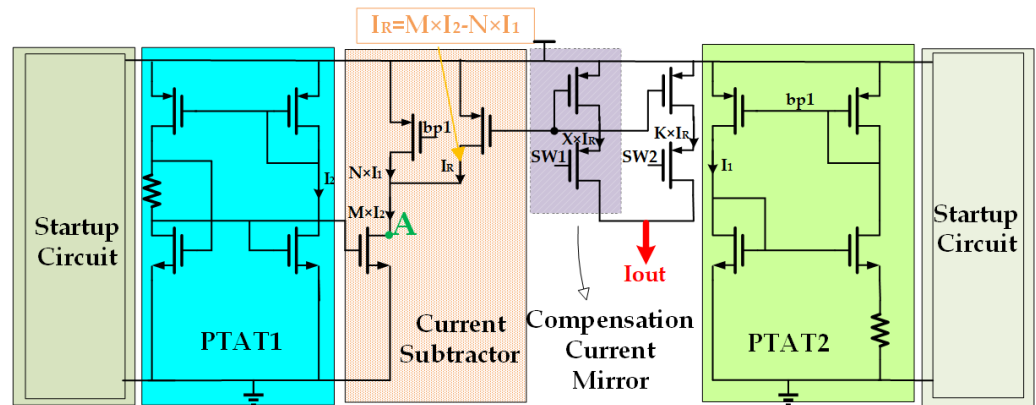 IR=M×I2-N×I1
Startup
Circuit
I2
PTAT1
bp1
N×I1
IR
M×I2
A
Current
Subtractor
X×IR
SW1
K×IR
SW2
Iout
Compensation
Current
Mirror
bp1
I1
PTAT2
Startup
Circuit